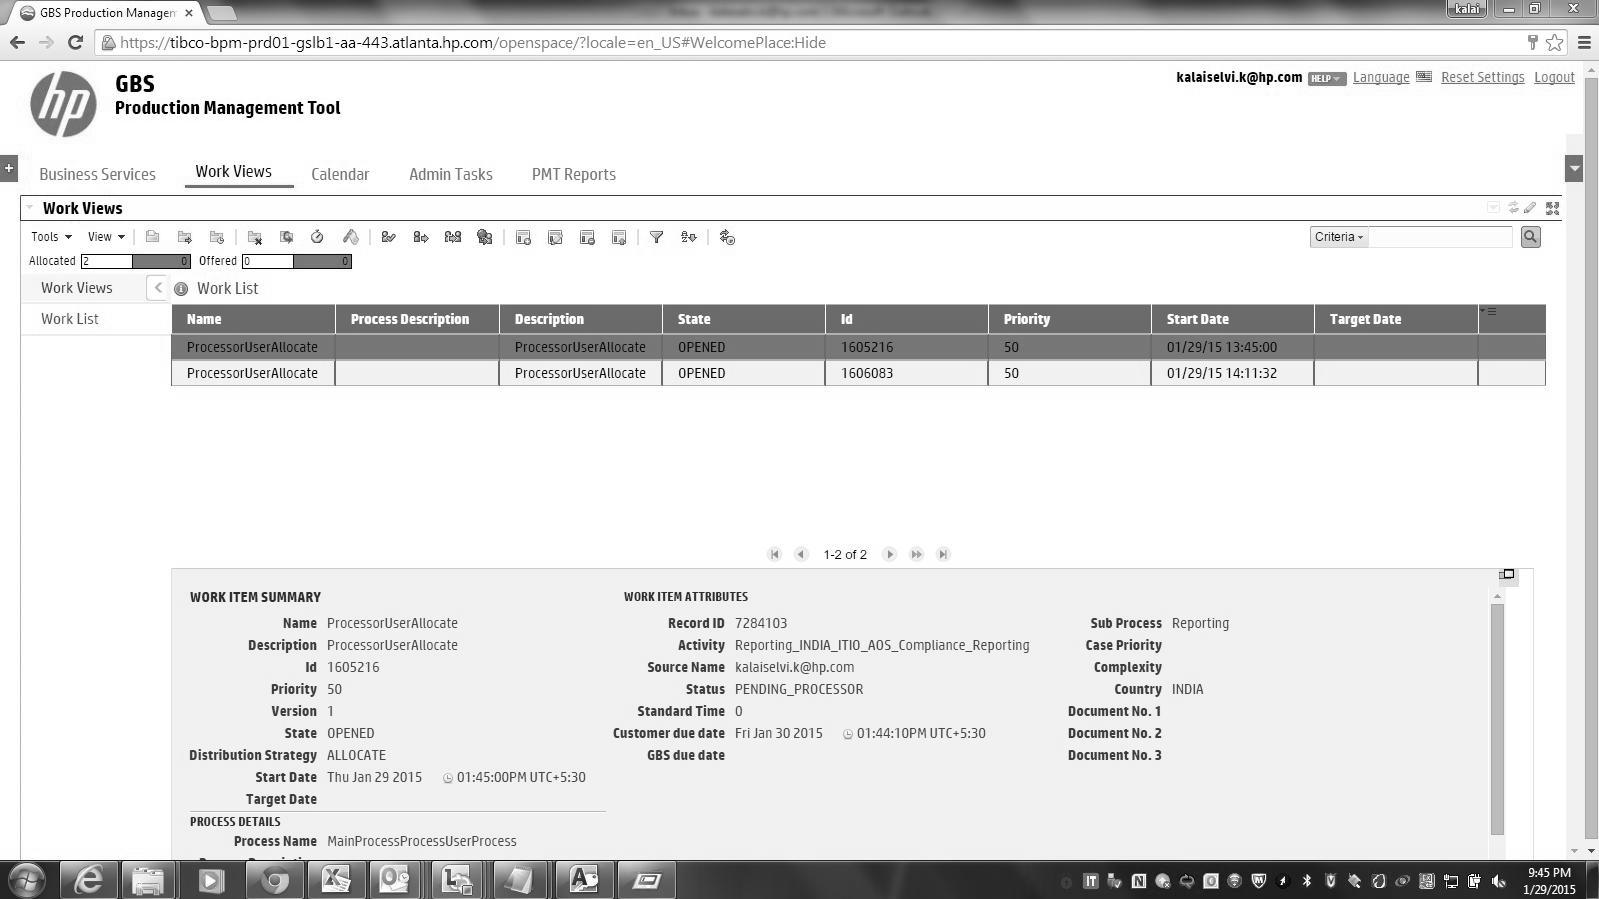 GBS Production Managem
kalai
https://tibco-bpm-prd01-gslb1-aa-443.atlanta.hp.com/openspace/?locale=en_US#WelcomePlace:Hide
hp
GBS
Production Management Tool
kalaiselvi.k@hp.com HELP Language Reset Settings Logout
Business Services Work Views Calendar Admin Tasks PMT Reports
Work Views
Tools View Criteria
Allocated 2 0 Offered 0 0
Work Views Work List
Work List
Name Process Description Description State Id Priority Start Date Target Date
ProcessorUserAllocate ProcessorUserAllocate OPENED 1605216 50 01/29/15 13:45:00
ProcessorUserAllocate ProcessorUserAllocate OPENED 1606083 50 01/29/15 14:11:32
1-2 of 2
WORK ITEM SUMMARY WORK ITEM ATTRIBUTES
Name ProcessorUserAllocate Record ID 7284103 Sub Process Reporting
Description ProcessorUserAllocate Activity Reporting_INDIA_ITIO_AOS_Compliance_Reporting Case Priority
Id 1605216 Source Name kalaiselvi.k@hp.com Complexity
Priority 50 Status PENDING_PROCESSOR Country INDIA
Version 1 Standard Time 0 Document No. 1
State OPENED Customer due date Fri Jan 30 2015 01:44:10PM UTC+5:30 Document No. 2
Distribution Strategy ALLOCATE GBS due date Document No. 3
Start Date Thu Jan 29 2015 01:45:00PM UTC+5:30
Target Date
PROCESS DETAILS
Process Name MainProcessProcessUserProcess
9:45 PM
1/29/2015